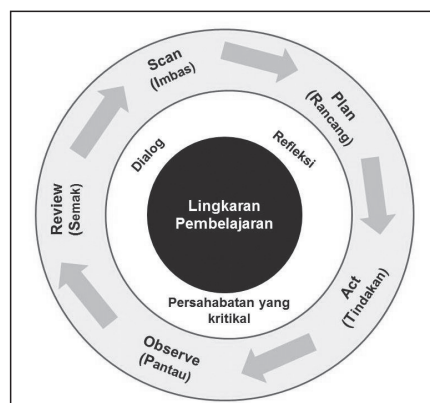 Scan
(Imbas)
Plan
(Rancang)
Act
(Tindakan)
Observe
(Pantau)
Review
(Semak)
Dialog
Refleksi
Persahabatan yang
kritikal
Lingkaran
Pembelajaran